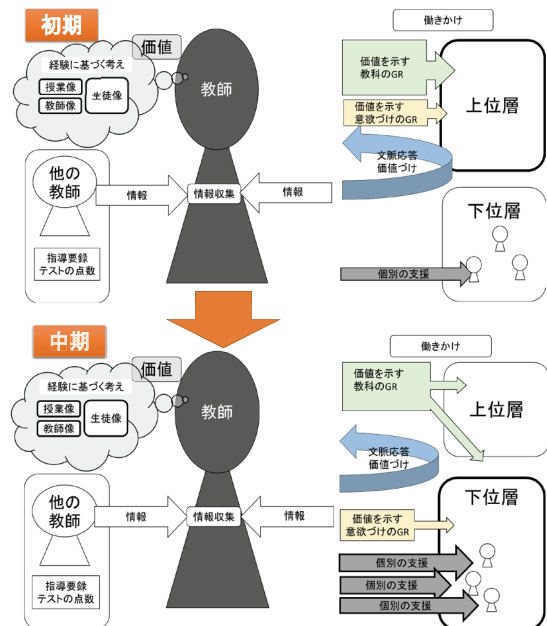 初期
働きかけ
価値
経験に基づく考え
授業像
教師像
生徒像
教師
価値を示す
教科のGR
価値を示す
意欲づけのGR
上位層
文脈応答
価値づけ
他の
教師
情報
情報収集
情報
指導要録
テストの点数
下位層
個別の支援
中期
働きかけ
価値
経験に基づく考え
授業像
教師像
生徒像
教師
価値を示す
教科のGR
上位層
文脈応答
価値づけ
他の
教師
情報
情報収集
情報
指導要録
テストの点数
下位層
価値を示す
意欲づけのGR
個別の支援
個別の支援
個別の支援